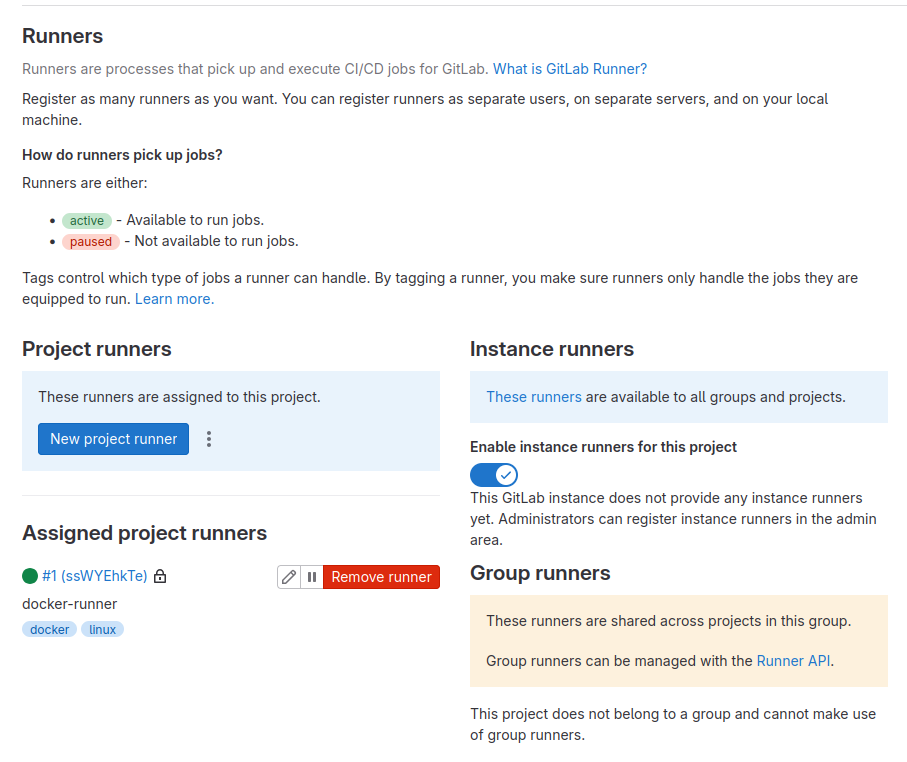 Runners
Runners are processes that pick up and execute CI/CD jobs for GitLab. What is GitLab Runner?
Register as many runners as you want. You can register runners as separate users, on separate servers, and on your local
machine.
How do runners pick up jobs?
Runners are either:
active - Available to run jobs.
paused - Not available to run jobs.
Tags control which type of jobs a runner can handle. By tagging a runner, you make sure runners only handle the jobs they are
equipped to run. Learn more.
Project runners
These runners are assigned to this project.
New project runner
Assigned project runners
#1 (ssWYEhkTe)
Remove runner
docker-runner
docker
linux
Instance runners
These runners are available to all groups and projects.
Enable instance runners for this project
This GitLab instance does not provide any instance runners
yet. Administrators can register instance runners in the admin
area.
Group runners
These runners are shared across projects in this group.
Group runners can be managed with the Runner API.
This project does not belong to a group and cannot make use
of group runners.